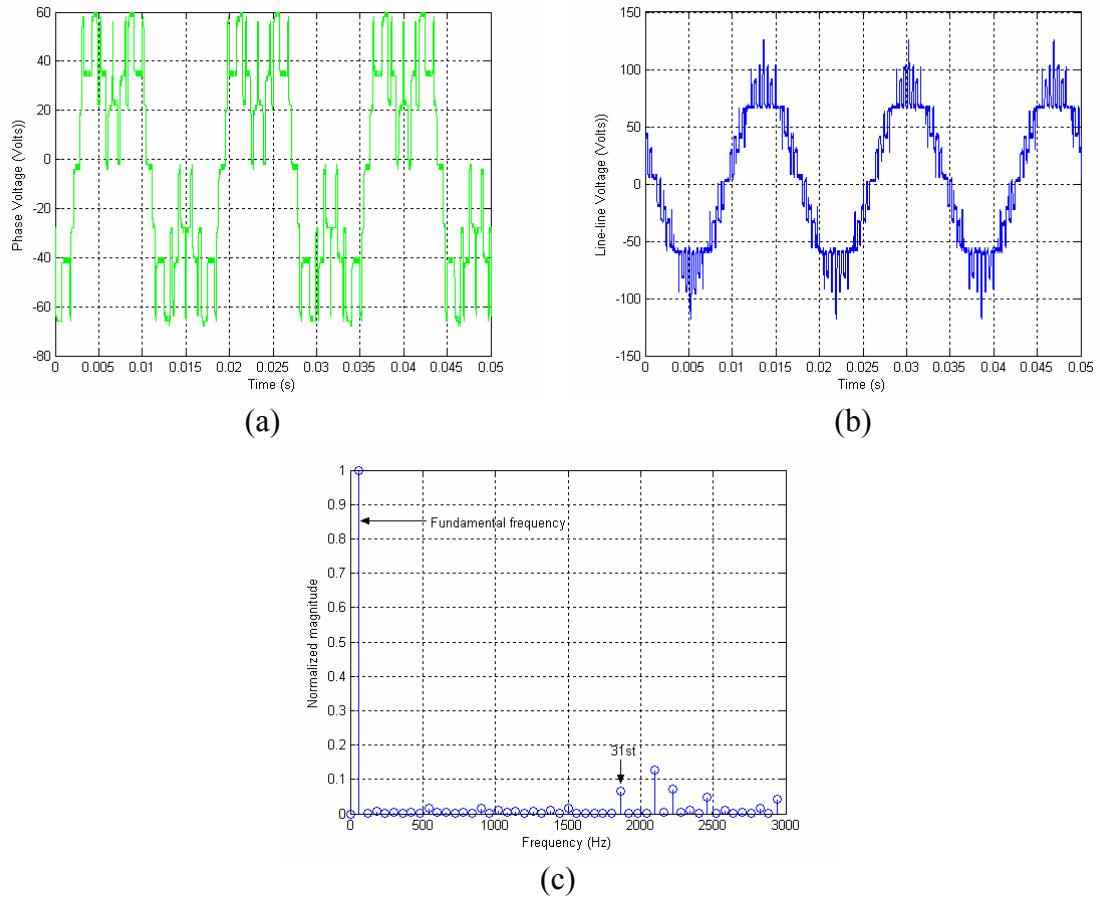 60
40
20
0
-20
-40
-60
-80
0 0.005 0.01 0.015 0.02 0.025 0.03 0.035 0.04 0.045 0.05
Time (s)
Phase Voltage (Volts))
(a)
150
100
50
0
-50
-100
-150
0 0.005 0.01 0.015 0.02 0.025 0.03 0.035 0.04 0.045 0.05
Time (s)
Line-line Voltage (Volts))
(b)
1
0.9
0.8
0.7
0.6
0.5
0.4
0.3
0.2
0.1
0
Fundamental frequency
31st
0 500 1000 1500 2000 2500 3000
Frequency (Hz)
Normalized magnitude
(c)